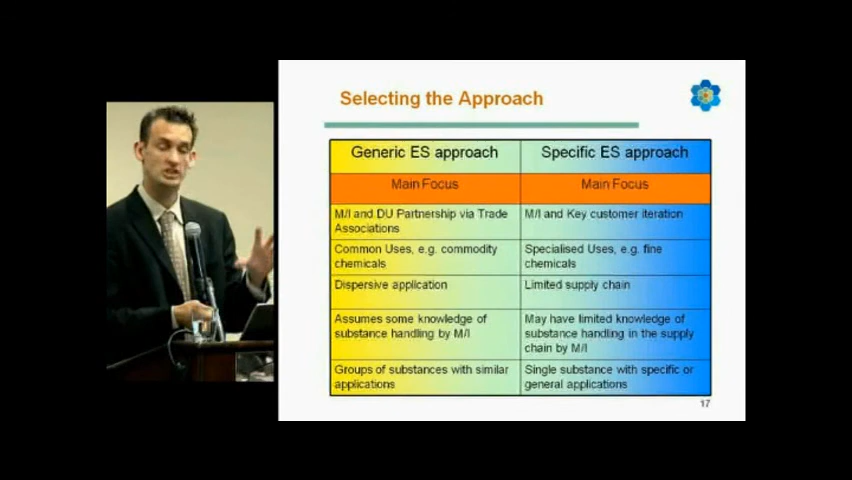 Selecting the Approach
Generic ES approach
Specific ES approach
Main Focus
Main Focus
M/I and DU Partnership via Trade
Associations
M/I and Key customer iteration
Common Uses, e.g. commodity
chemicals
Specialised Uses, e.g. fine
chemicals
Dispersive application
Limited supply chain
Assumes some knowledge of
substance handling by M/I
May have limited knowledge of
substance handling in the supply
chain by M/I
Groups of substances with similar
applications
Single substance with specific or
general applications
17